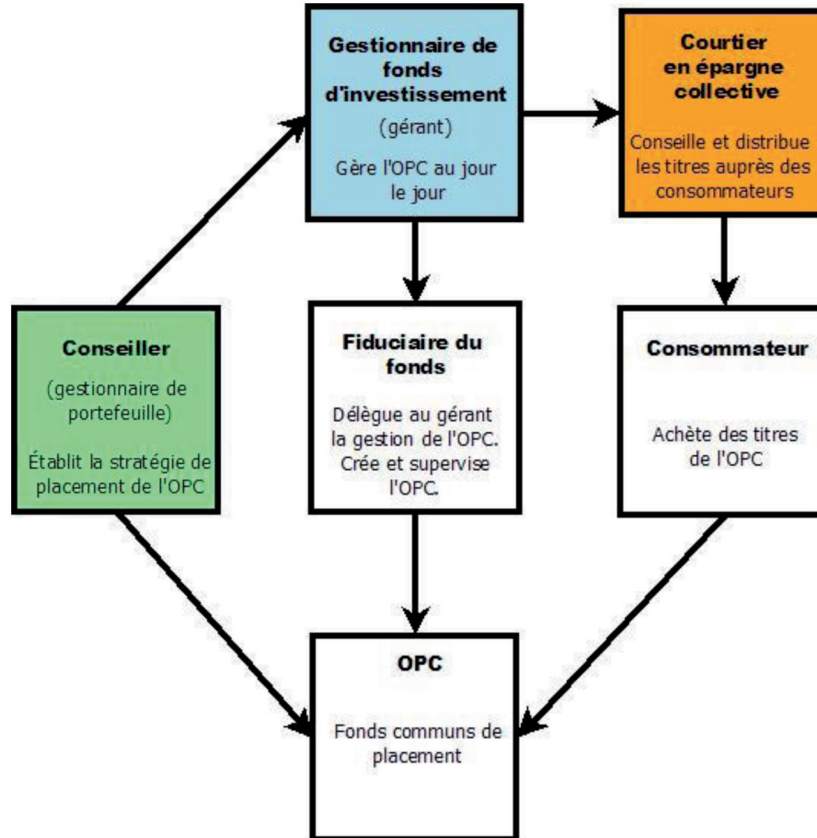 Gestionnaire de
fonds
d'investissement
(gérant)
Gère l'OPC au jour
le jour
Courtier
en épargne
collective
Conseille et distribue
les titres auprès des
consommateurs
Conseiller
(gestionnaire de
portefeuille)
Établit la stratégie de
placement de l'OPC
Fiduciaire du
fonds
Délègue au gérant
la gestion de l'OPC.
Crée et supervise
l'OPC.
Consommateur
Achète des titres
de l'OPC
OPC
Fonds communs de
placement